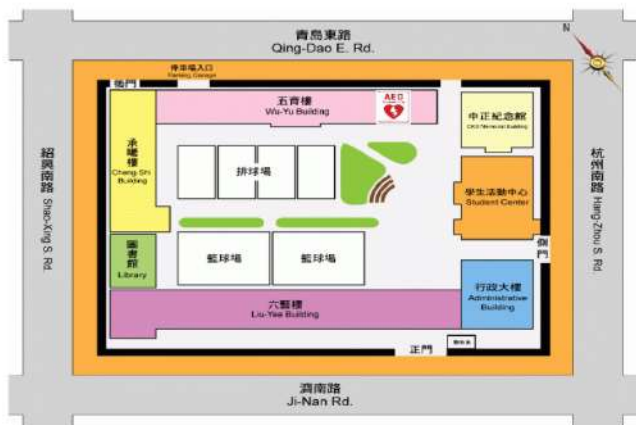 青島東路
Qing-Dao E. Rd.
N
停車場入口
Parking Garage
後門
五育樓
Wu-Yu Building
AED
中正紀念館
承曦樓
Cheng Shi
Building
排球場
學生活動中心
Student Center
紹興南路 Shao-Xing S. Rd.
杭州南路 Hang-Zhou S. Rd.
圖書館
Library
籃球場
籃球場
側門
行政大樓
Administrative
Building
六藝樓
Liu-Yee Building
正門
濟南路
Ji-Nan Rd.